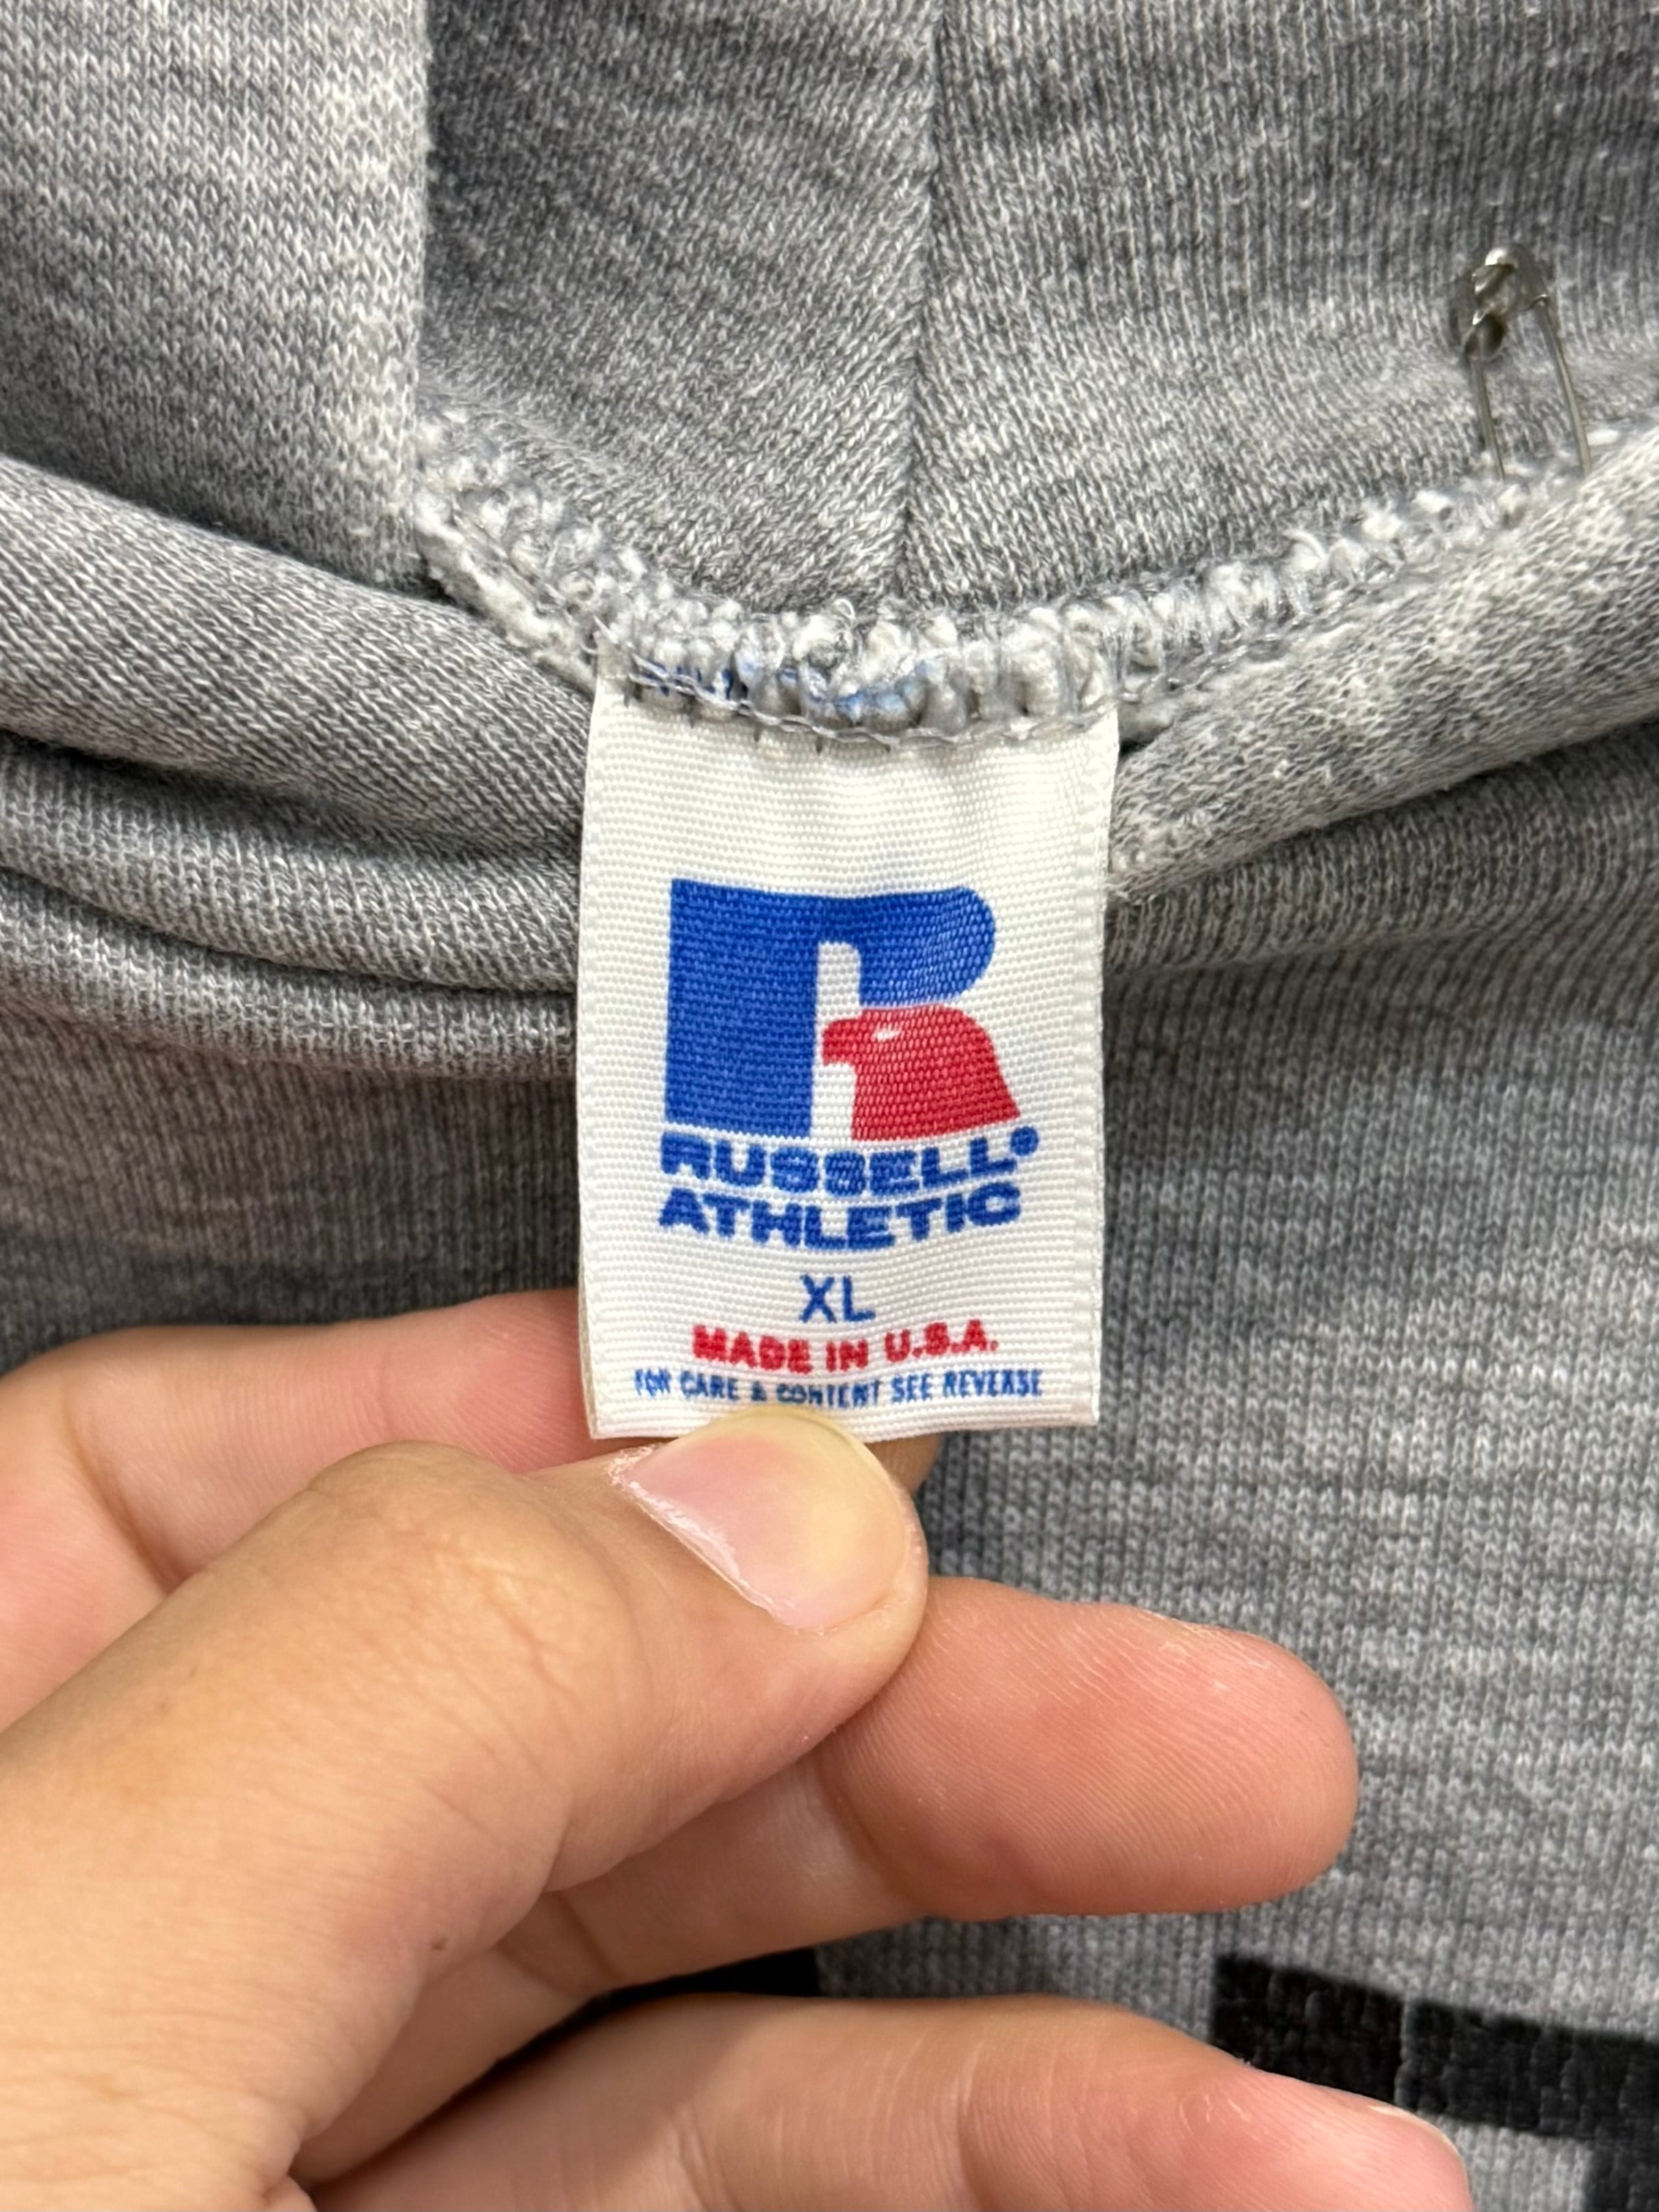 R
RUSSELL®
ATHLETIC
XL
MADE IN U.S.A.
FOR CARE & CONTENT SEE REVERSE